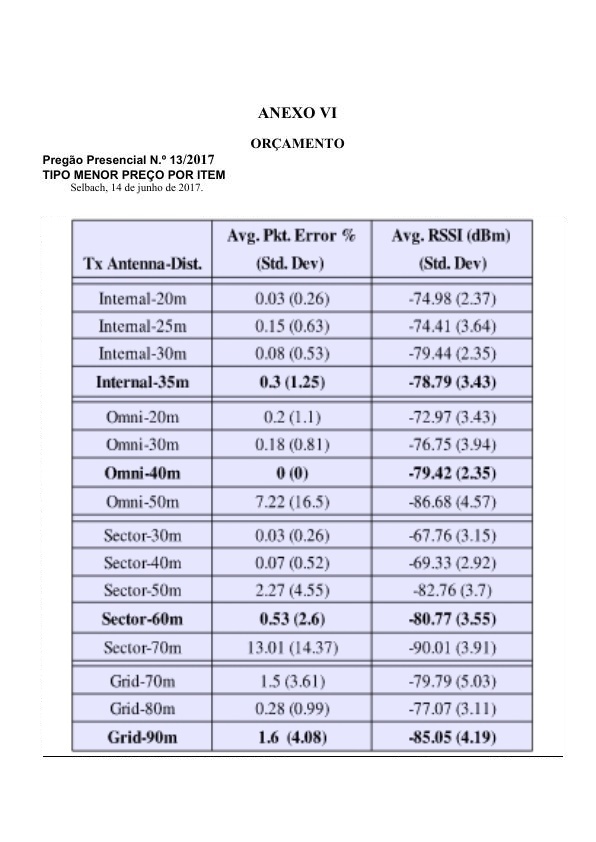 ANEXO VI
ORÇAMENTO
Pregão Presencial N.º 13/2017
TIPO MENOR PREÇO POR ITEM
Selbach, 14 de junho de 2017.
Tx Antenna-Dist. Avg. Pkt. Error % (Std. Dev) Avg. RSSI (dBm) (Std. Dev)
Internal-20m 0.03 (0.26) -74.98 (2.37)
Internal-25m 0.15 (0.63) -74.41 (3.64)
Internal-30m 0.08 (0.53) -79.44 (2.35)
Internal-35m 0.3 (1.25) -78.79 (3.43)
Omni-20m 0.2 (1.1) -72.97 (3.43)
Omni-30m 0.18 (0.81) -76.75 (3.94)
Omni-40m 0 (0) -79.42 (2.35)
Omni-50m 7.22 (16.5) -86.68 (4.57)
Sector-30m 0.03 (0.26) -67.76 (3.15)
Sector-40m 0.07 (0.52) -69.33 (2.92)
Sector-50m 2.27 (4.55) -82.76 (3.7)
Sector-60m 0.53 (2.6) -80.77 (3.55)
Sector-70m 13.01 (14.37) -90.01 (3.91)
Grid-70m 1.5 (3.61) -79.79 (5.03)
Grid-80m 0.28 (0.99) -77.07 (3.11)
Grid-90m 1.6 (4.08) -85.05 (4.19)